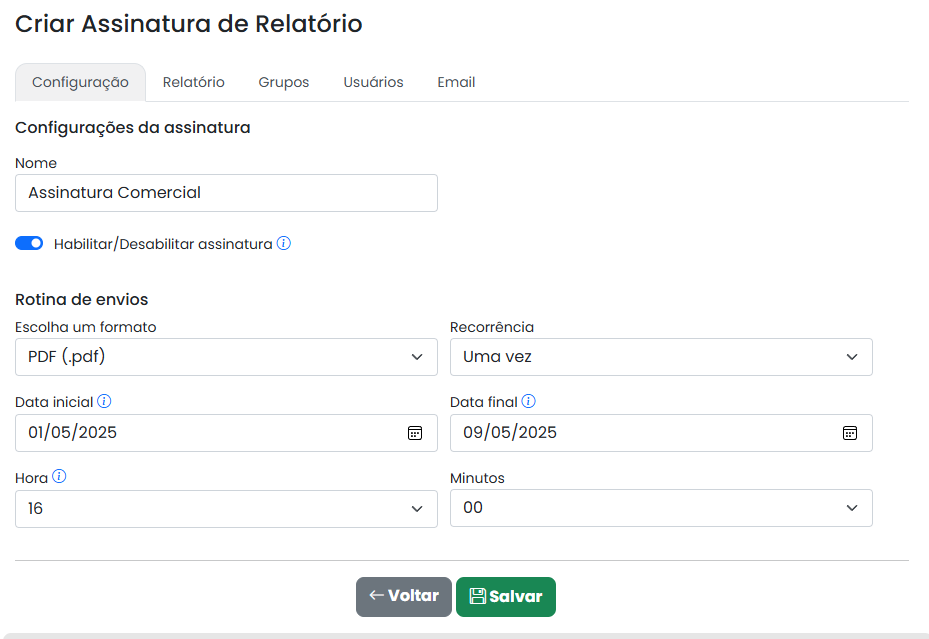 Criar Assinatura de Relatório
Configuração Relatório Grupos Usuários Email
Configurações da assinatura
Nome
Assinatura Comercial
Habilitar/Desabilitar assinatura
Rotina de envios
Escolha um formato Recorrência
PDF (.pdf) Uma vez
Data inicial Data final
01/05/2025 09/05/2025
Hora Minutos
16 00
Voltar Salvar